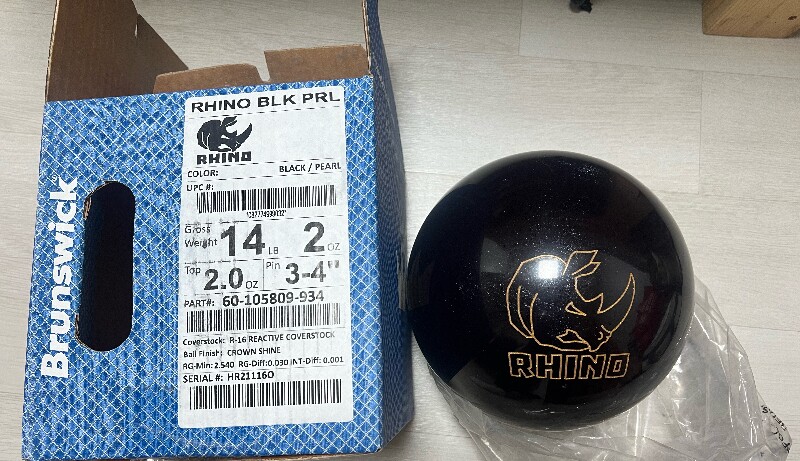 Brunswick
RHINO BLK PRL
RHINO
COLOR: BLACK / PEARL
UPC #:
Gross Weight 14 LB 2 OZ
Top 2.0 OZ Pin 3-4"
PART#: 60-105809-934
Coverstock: R-16 REACTIVE COVERSTOCK
Ball Finish: CROWN SHINE
RG-Min: 2.540 RG-Diff:0.030 INT-Diff: 0.001
SERIAL #: HR21116O
RHINO